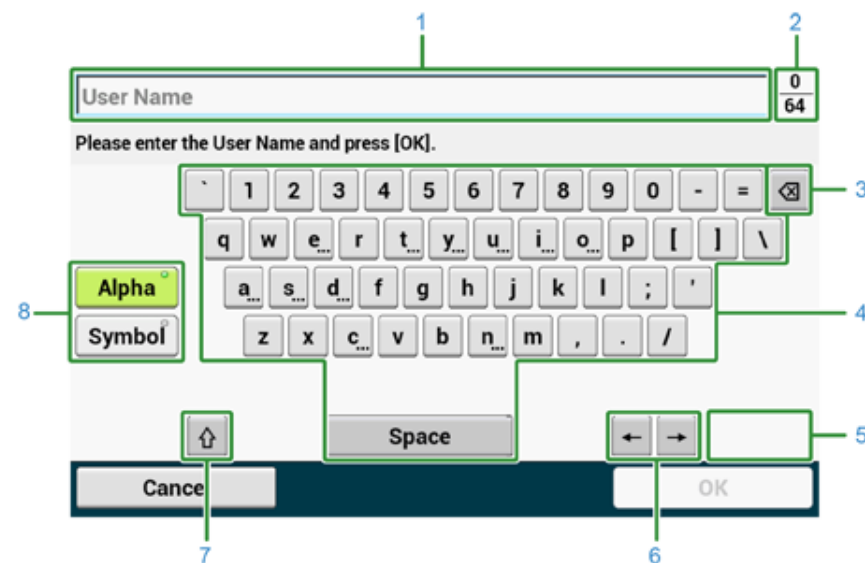 1 2
User Name 0
64
Please enter the User Name and press [OK].
` 1 2 3 4 5 6 7 8 9 0 - = 3
q w e... r t... y... u... i... o... p [ ] \
Alpha a... s... d... f g h j k l ; '
8 4
Symbol z x c... v b n... m , . /
Space ← → 5
Cancel OK
7 6